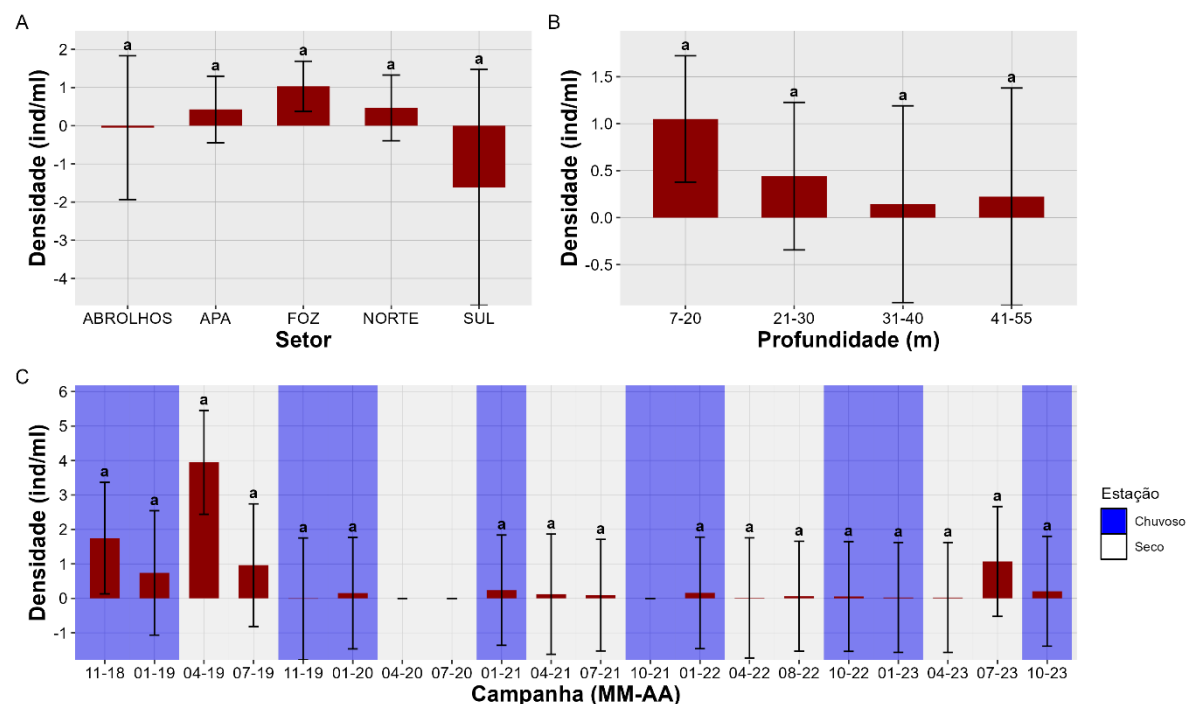 A
Densidade (ind/ml)
2
1
0
-1
-2
-3
-4
a a a a a
ABROLHOS APA FOZ NORTE SUL
Setor
B
Densidade (ind/ml)
1.5
1.0
0.5
0.0
-0.5
a a a a
7-20 21-30 31-40 41-55
Profundidade (m)
C
Densidade (ind/ml)
6
5
4
3
2
1
0
-1
a a a a a a a a a a a a a a a a a
11-18 01-19 04-19 07-19 11-19 01-20 04-20 07-20 01-21 04-21 07-21 10-21 01-22 04-22 08-22 10-22 01-23 04-23 07-23 10-23
Campanha (MM-AA)
Estação
Chuvoso
Seco